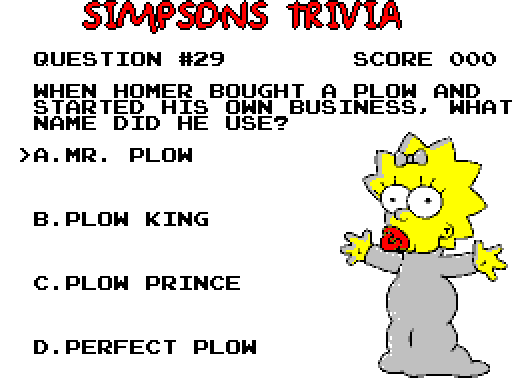 SIMPSONS TRIVIA
QUESTION #29 SCORE 000
WHEN HOMER BOUGHT A PLOW AND
STARTED HIS OWN BUSINESS, WHAT
NAME DID HE USE?
>A.MR. PLOW
B.PLOW KING
C.PLOW PRINCE
D.PERFECT PLOW